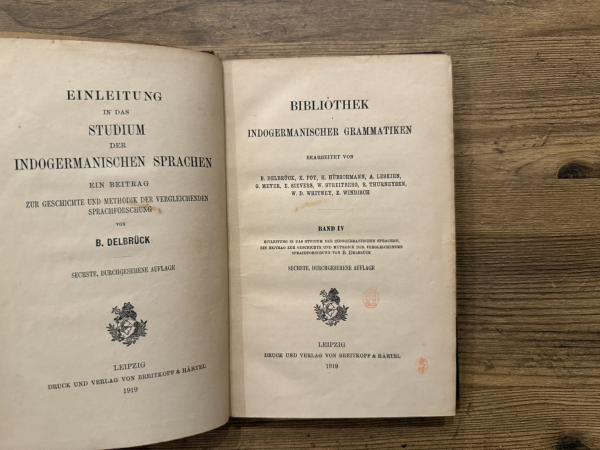 EINLEITUNG
IN DAS
STUDIUM
DER
INDOGERMANISCHEN SPRACHEN
EIN BEITRAG
ZUR GESCHICHTE UND METHODIK DER VERGLEICHENDEN
SPRACHFORSCHUNG
VON
B. DELBRÜCK
SECHSTE, DURCHGESEHENE AUFLAGE
LEIPZIG
DRUCK UND VERLAG VON BREITKOPF & HÄRTEL
1919
BIBLIOTHEK
INDOGERMANISCHER GRAMMATIKEN
BEARBEITET VON
B. DELBRÜCK, K. FOY, H. HÜBSCHMANN, A. LESKIEN,
G. MEYER, E. SIEVERS, W. STREITBERG, R. THURNEYSEN,
W. D. WHITNEY, E. WINDISCH
BAND IV
EINLEITUNG IN DAS STUDIUM DER INDOGERMANISCHEN SPRACHEN,
EIN BEITRAG ZUR GESCHICHTE UND METHODIK DER VERGLEICHENDEN
SPRACHFORSCHUNG VON B. DELBRÜCK
SECHSTE, DURCHGESEHENE AUFLAGE
LEIPZIG
DRUCK UND VERLAG VON BREITKOPF & HÄRTEL
1919